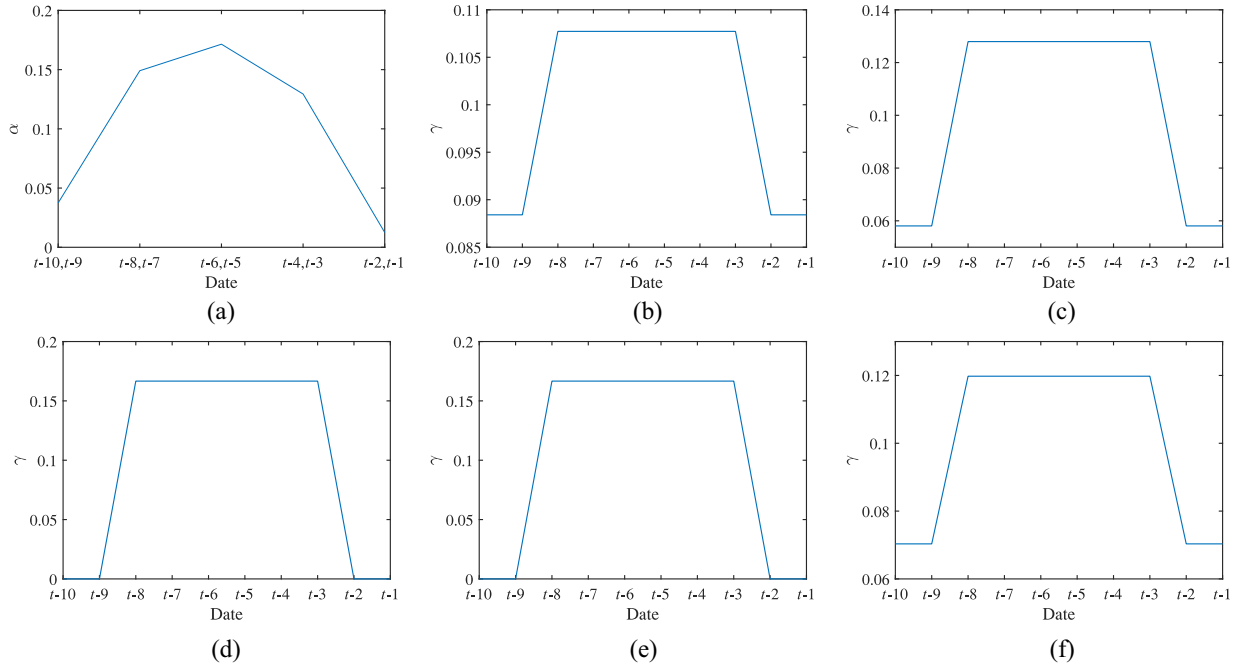 0.2
0.15
0.1
0.05
0
α
t-10,t-9 t-8,t-7 t-6,t-5 t-4,t-3 t-2,t-1
Date
(a)
0.11
0.105
0.1
0.095
0.09
0.085
γ
t-10 t-9 t-8 t-7 t-6 t-5 t-4 t-3 t-2 t-1
Date
(b)
0.14
0.12
0.1
0.08
0.06
γ
t-10 t-9 t-8 t-7 t-6 t-5 t-4 t-3 t-2 t-1
Date
(c)
0.2
0.15
0.1
0.05
0
γ
t-10 t-9 t-8 t-7 t-6 t-5 t-4 t-3 t-2 t-1
Date
(d)
0.2
0.15
0.1
0.05
0
γ
t-10 t-9 t-8 t-7 t-6 t-5 t-4 t-3 t-2 t-1
Date
(e)
0.12
0.1
0.08
0.06
γ
t-10 t-9 t-8 t-7 t-6 t-5 t-4 t-3 t-2 t-1
Date
(f)